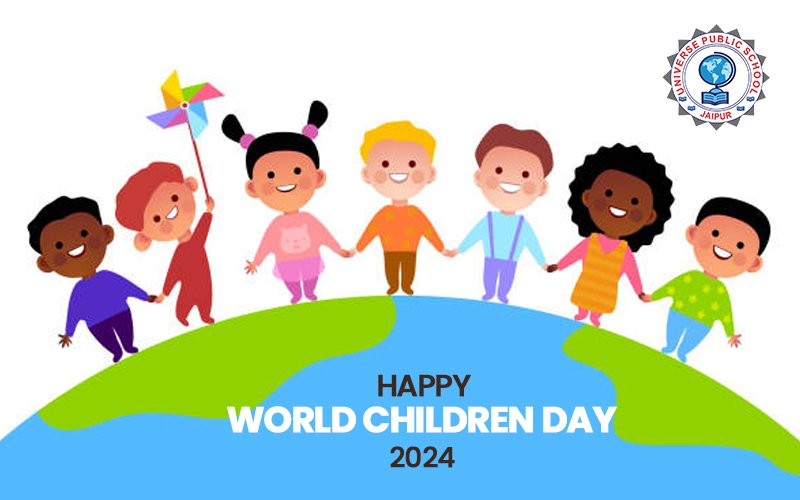 UNIVERSE PUBLIC SCHOOL
JAIPUR
HAPPY
WORLD CHILDREN DAY
2024